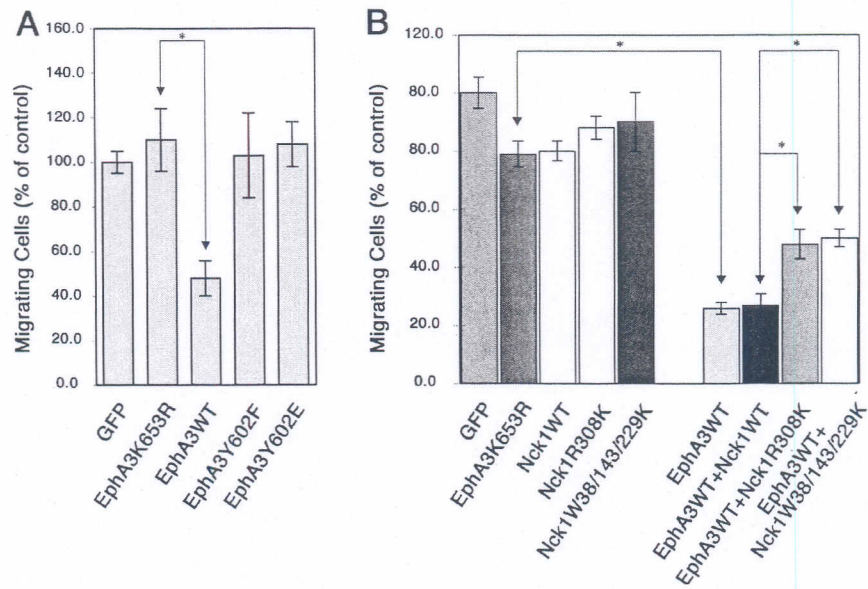 A
Migrating Cells (% of control)
160.0
140.0
120.0
100.0
80.0
60.0
40.0
20.0
0.0
*
GFP
EphA3K653R
EphA3WT
EphA3Y602F
EphA3Y602E
B
Migrating Cells (% of control)
80.0
80.0
60.0
40.0
20.0
0.0
*
*
*
GFP
EphA3K653R
Nck1WT
Nck1R308K
Nck1W38/143/229K
EphA3WT
EphA3WT+Nck1WT
EphA3WT+Nck1R308K
EphA3WT+
Nck1W38/143/229K